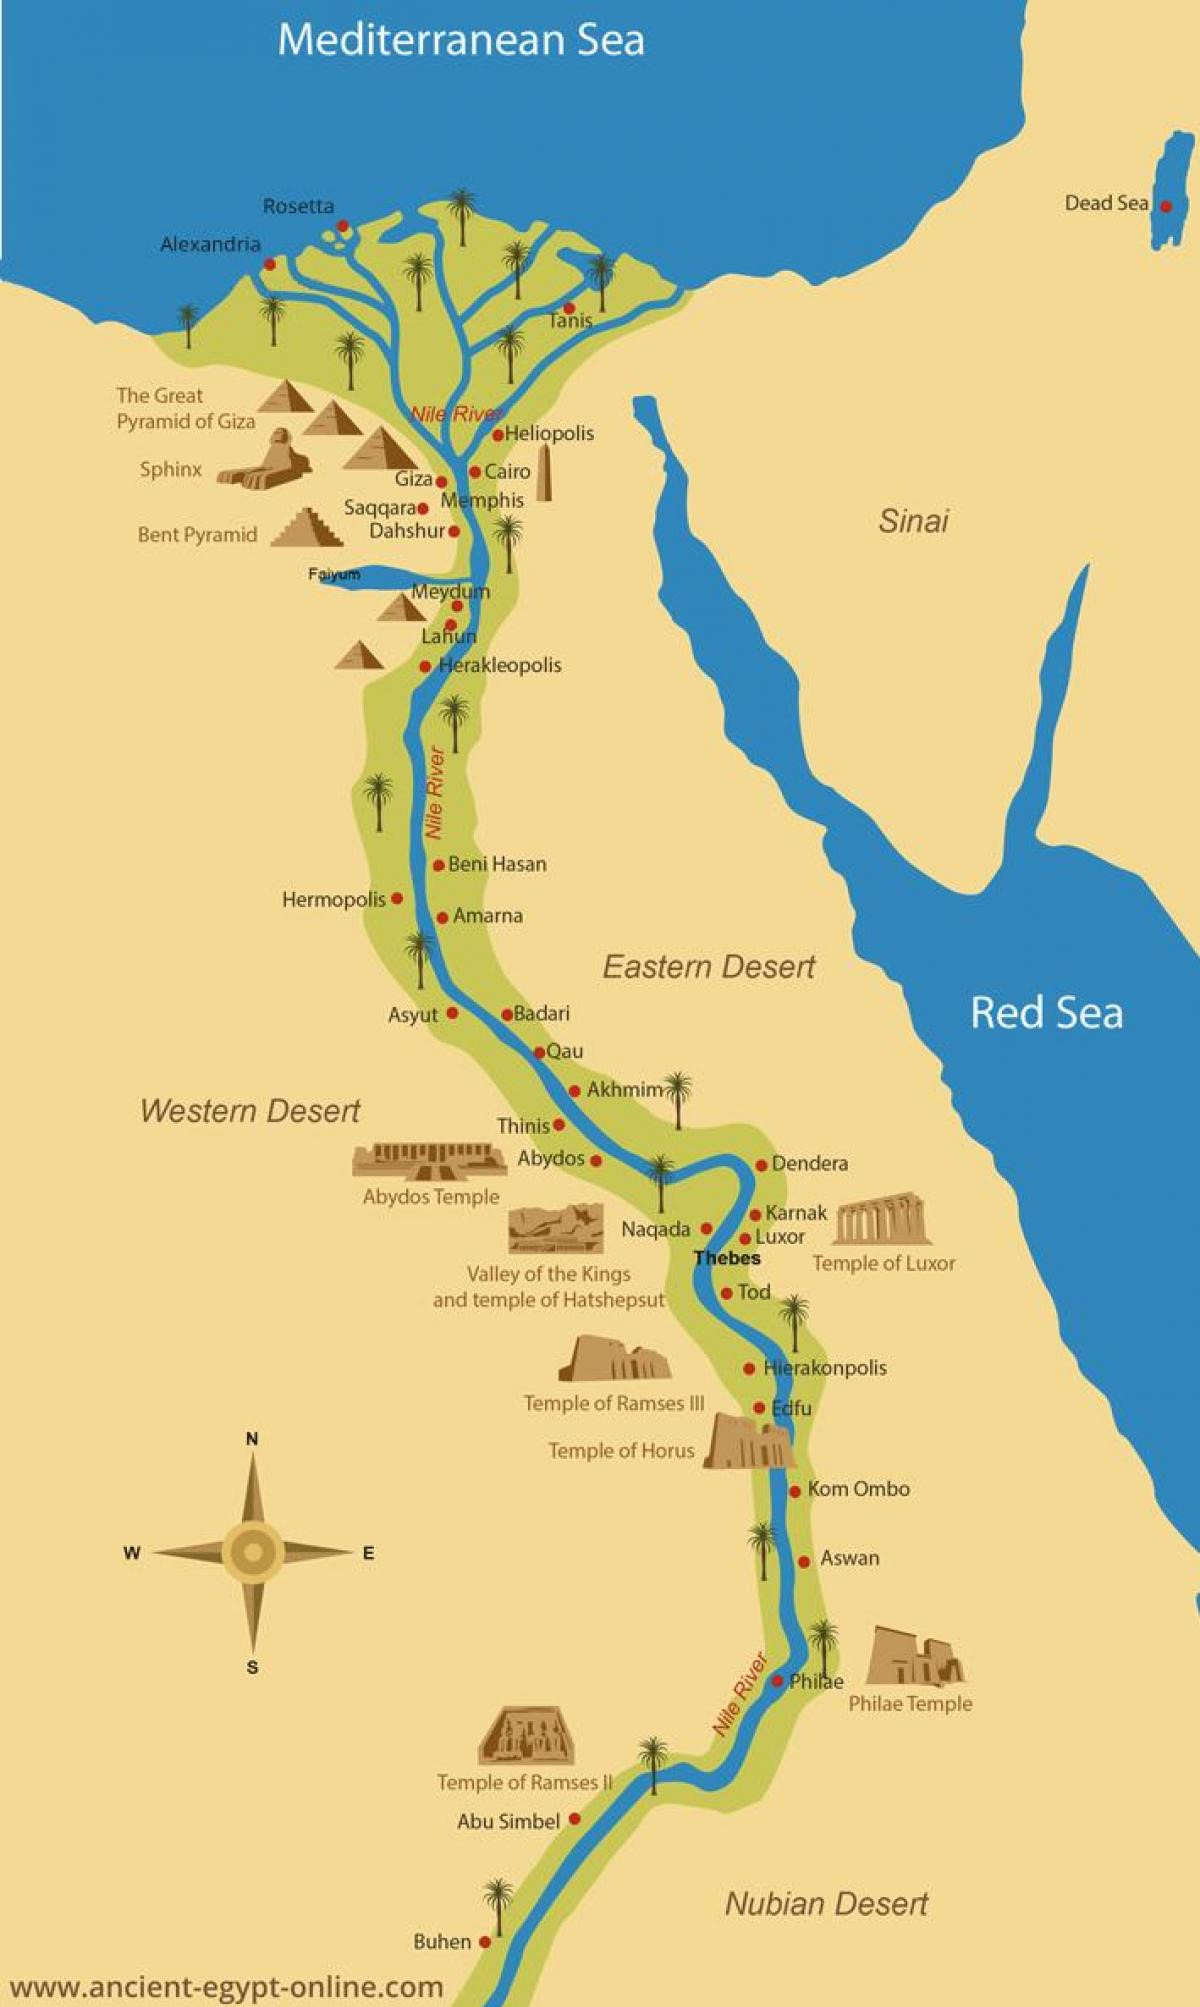 Mediterranean Sea
Rosetta
Dead Sea
Alexandria
Tanis
The Great
Pyramid of Giza
Nile River
Heliopolis
Sphinx
Cairo
Giza
Memphis
Saqqara
Sinai
Bent Pyramid
Dahshur
Faiyum
Meydum
Lahun
Herakleopolis
Nile River
Beni Hasan
Hermopolis
Amarna
Eastern Desert
Red Sea
Asyut
Badari
Qau
Akhmim
Western Desert
Thinis
Abydos
Dendera
Abydos Temple
Karnak
Naqada
Luxor
Thebes
Temple of Luxor
Valley of the Kings
and temple of Hatshepsut
Tod
Hierakonpolis
Temple of Ramses III
Edfu
Temple of Horus
N
Kom Ombo
W
E
Aswan
S
Nile River
Philae
Philae Temple
Temple of Ramses II
Abu Simbel
Nubian Desert
Buhen
www.ancient-egypt-online.com